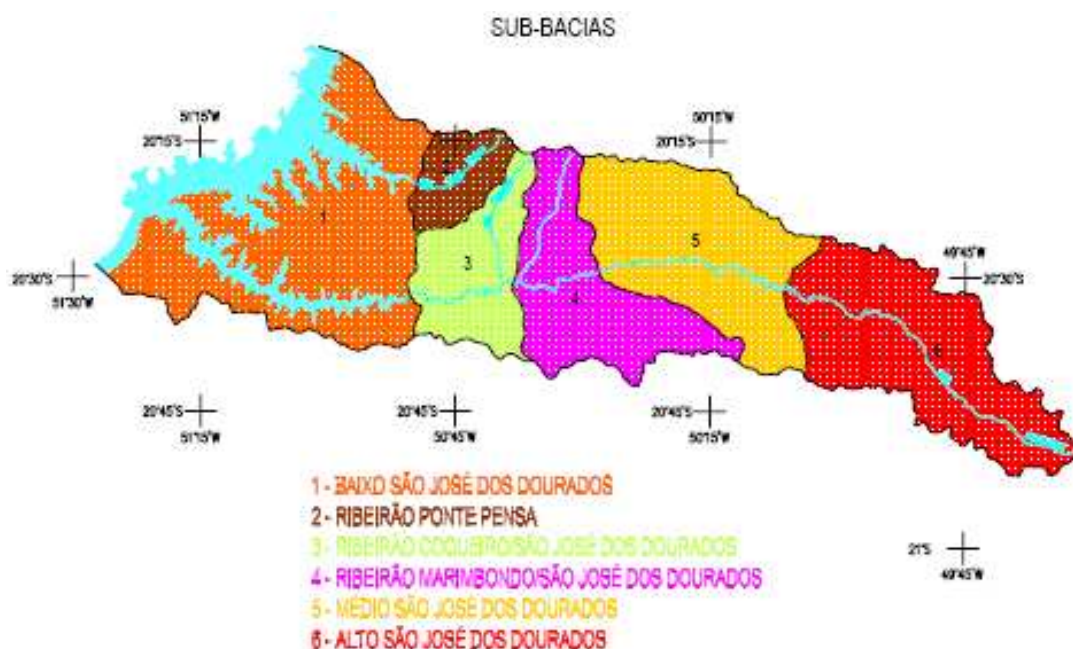 SUB-BACIAS
51°15'W
20°15'S
50°15'W
20°15'S
1
3
4
5
6
20°30'S
51°30'W
49°45'W
20°30'S
20°45'S
51°15'W
20°45'S
50°45'W
20°45'S
50°15'W
21°S
49°45'W
1 - BAIXO SÃO JOSÉ DOS DOURADOS
2 - RIBEIRÃO PONTE PENSA
3 - RIBEIRÃO COQUEIRO/SÃO JOSÉ DOS DOURADOS
4 - RIBEIRÃO MARIMBONDO/SÃO JOSÉ DOS DOURADOS
5 - MÉDIO SÃO JOSÉ DOS DOURADOS
6 - ALTO SÃO JOSÉ DOS DOURADOS